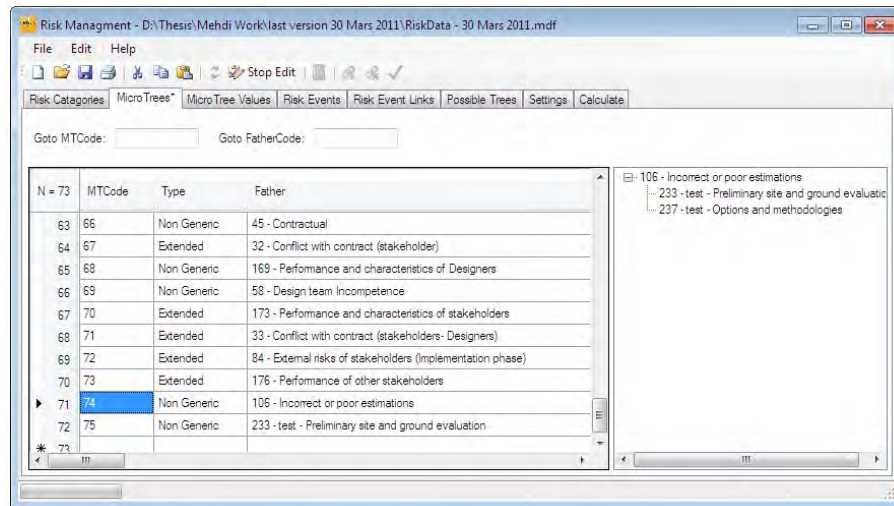 Risk Managment - D:\Thesis\Mehdi Work\last version 30 Mars 2011\RiskData - 30 Mars 2011.mdf
File Edit Help
Stop Edit
Risk Catagories MicroTrees* MicroTree Values Risk Events Risk Event Links Possible Trees Settings Calculate
Goto MTCode: Goto FatherCode:
N = 73 MTCode Type Father
63 66 Non Generic 45 - Contractual
64 67 Extended 32 - Conflict with contract (stakeholder)
65 68 Non Generic 169 - Performance and characteristics of Designers
66 69 Non Generic 58 - Design team Incompetence
67 70 Extended 173 - Performance and characteristics of stakeholders
68 71 Extended 33 - Conflict with contract (stakeholders- Designers)
69 72 Extended 84 - External risks of stakeholders (Implementation phase)
70 73 Extended 176 - Performance of other stakeholders
71 74 Non Generic 106 - Incorrect or poor estimations
72 75 Non Generic 233 - test - Preliminary site and ground evaluation
73
106 - Incorrect or poor estimations
233 - test - Preliminary site and ground evaluatic
237 - test - Options and methodologies